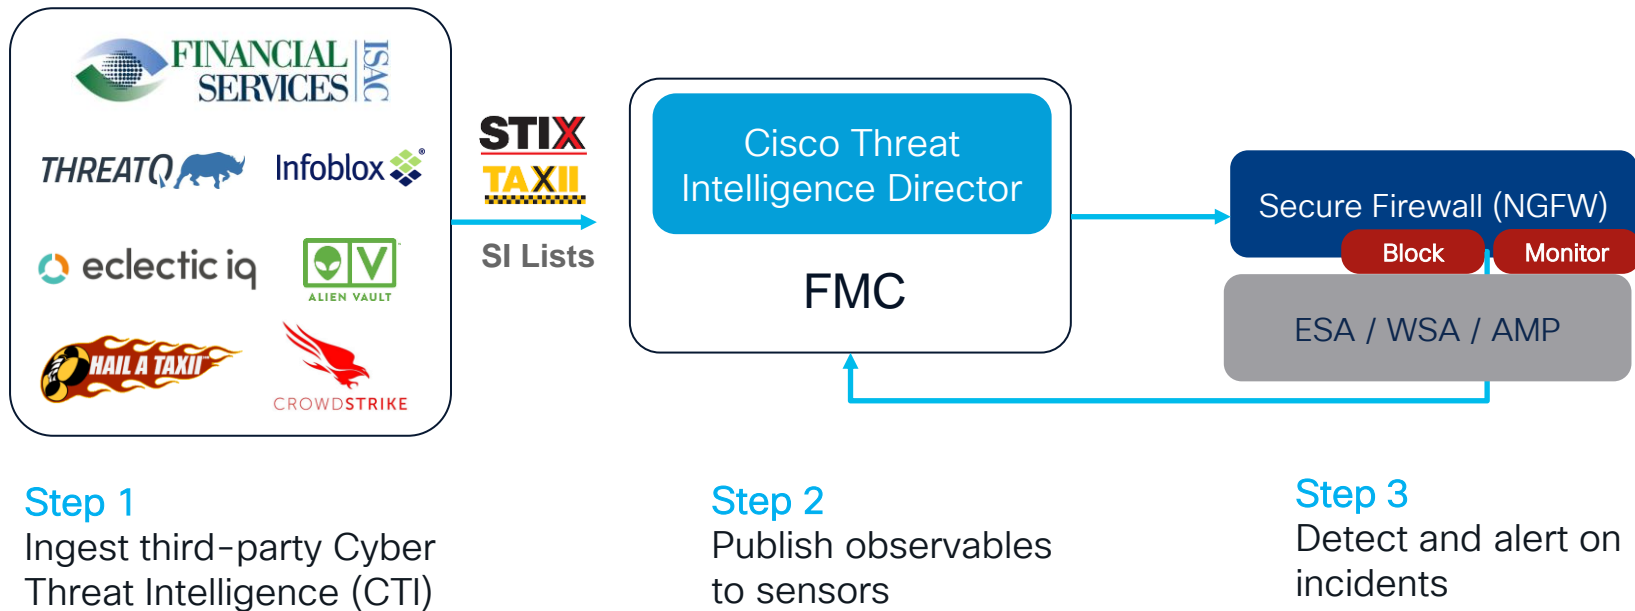 FINANCIAL
SERVICES
ISAC
THREATQ
Infoblox®
eclectic iq
ALIEN VAULT
HAIL A TAXII
CROWDSTRIKE
STIX
TAXII
SI Lists
Cisco Threat
Intelligence Director
FMC
Secure Firewall (NGFW)
Block
Monitor
ESA / WSA / AMP
Step 1
Ingest third-party Cyber
Threat Intelligence (CTI)
Step 2
Publish observables
to sensors
Step 3
Detect and alert on
incidents